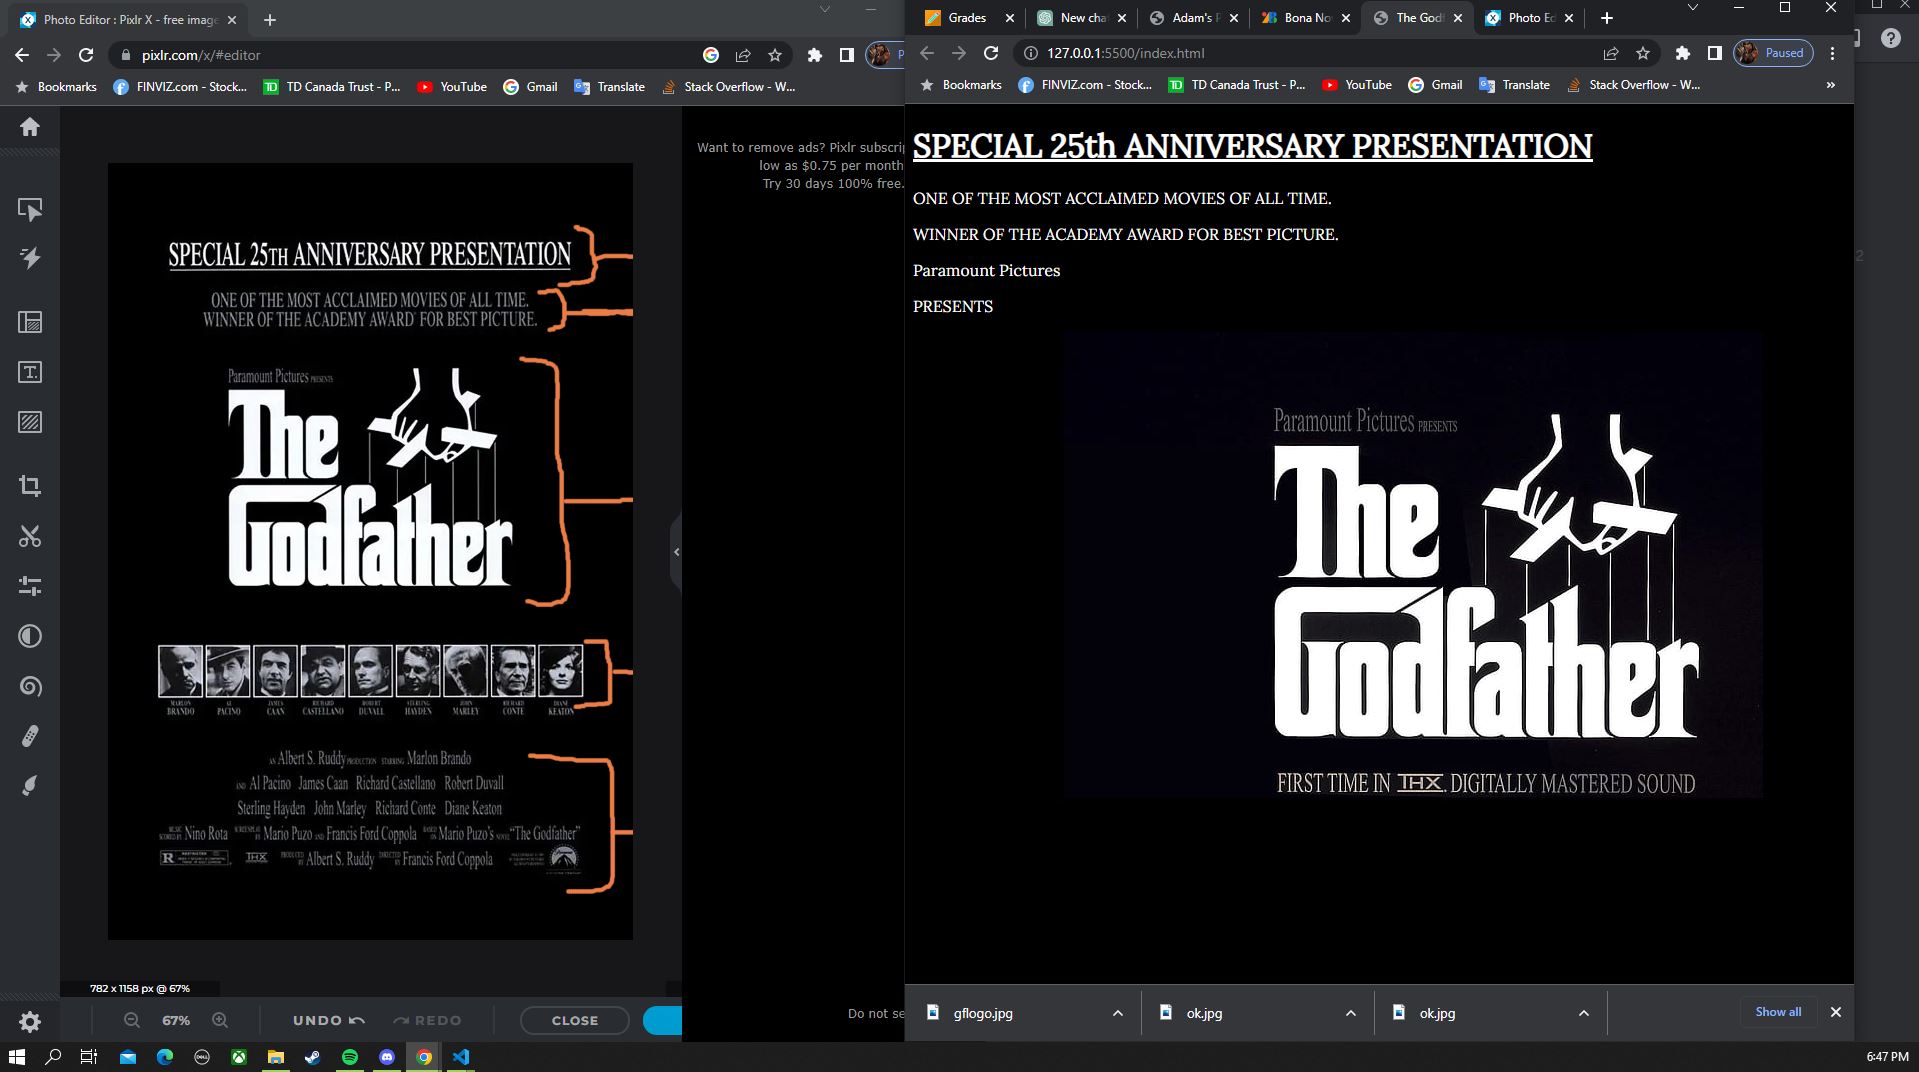 Photo Editor : Pixlr X - free image
pixlr.com/x/#editor
Bookmarks
FINVIZ.com - Stock...
TD Canada Trust - P...
YouTube
Gmail
Translate
Stack Overflow - W...
Want to remove ads? Pixlr subscrip
low as $0.75 per month
Try 30 days 100% free.
SPECIAL 25TH ANNIVERSARY PRESENTATION
ONE OF THE MOST ACCLAIMED MOVIES OF ALL TIME.
WINNER OF THE ACADEMY AWARD FOR BEST PICTURE.
Paramount Pictures PRESENTS
The
Godfather
MARLON BRANDO
AL PACINO
JAMES CAAN
RICHARD CASTELLANO
ROBERT DUVALL
STERLING HAYDEN
JOHN MARLEY
RICHARD CONTE
DIANE KEATON
AN Albert S. Ruddy PRODUCTION STARRING Marlon Brando
AND Al Pacino James Caan Richard Castellano Robert Duvall
Sterling Hayden John Marley Richard Conte Diane Keaton
MUSIC SCORED BY Nino Rota SCREENPLAY BY Mario Puzo AND Francis Ford Coppola BASED ON Mario Puzo's NOVEL "The Godfather"
R RESTRICTED THX PRODUCED BY Albert S. Ruddy DIRECTED BY Francis Ford Coppola
782 x 1158 px @ 67%
67%
UNDO
REDO
CLOSE
Do not se
Grades
New cha
Adam's P
Bona No
The Godf
Photo Ed
127.0.0.1:5500/index.html
Paused
Bookmarks
FINVIZ.com - Stock...
TD Canada Trust - P...
YouTube
Gmail
Translate
Stack Overflow - W...
»
SPECIAL 25th ANNIVERSARY PRESENTATION
ONE OF THE MOST ACCLAIMED MOVIES OF ALL TIME.
WINNER OF THE ACADEMY AWARD FOR BEST PICTURE.
Paramount Pictures
PRESENTS
Paramount Pictures PRESENTS
The
Godfather
FIRST TIME IN THX DIGITALLY MASTERED SOUND
gflogo.jpg
ok.jpg
ok.jpg
Show all
6:47 PM